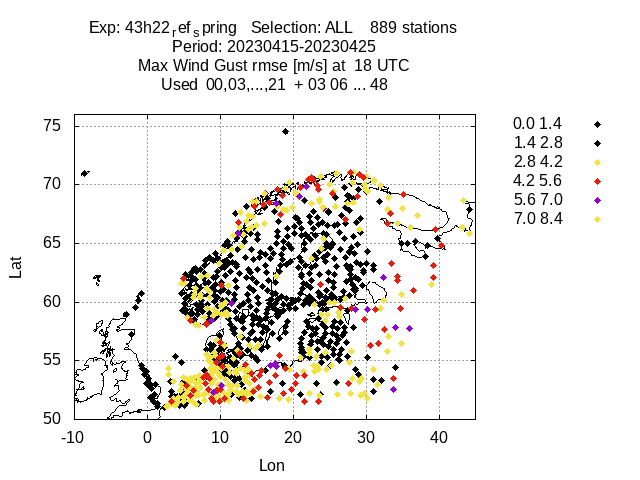 Exp: 43h22ref_spring   Selection: ALL    889 stations
Period: 20230415-20230425
Max Wind Gust rmse [m/s] at  18 UTC
Used  00,03,...,21  + 03 06 ... 48
75
70
65
60
55
50
-10 0 10 20 30 40
Lat
Lon
0.0 1.4
1.4 2.8
2.8 4.2
4.2 5.6
5.6 7.0
7.0 8.4